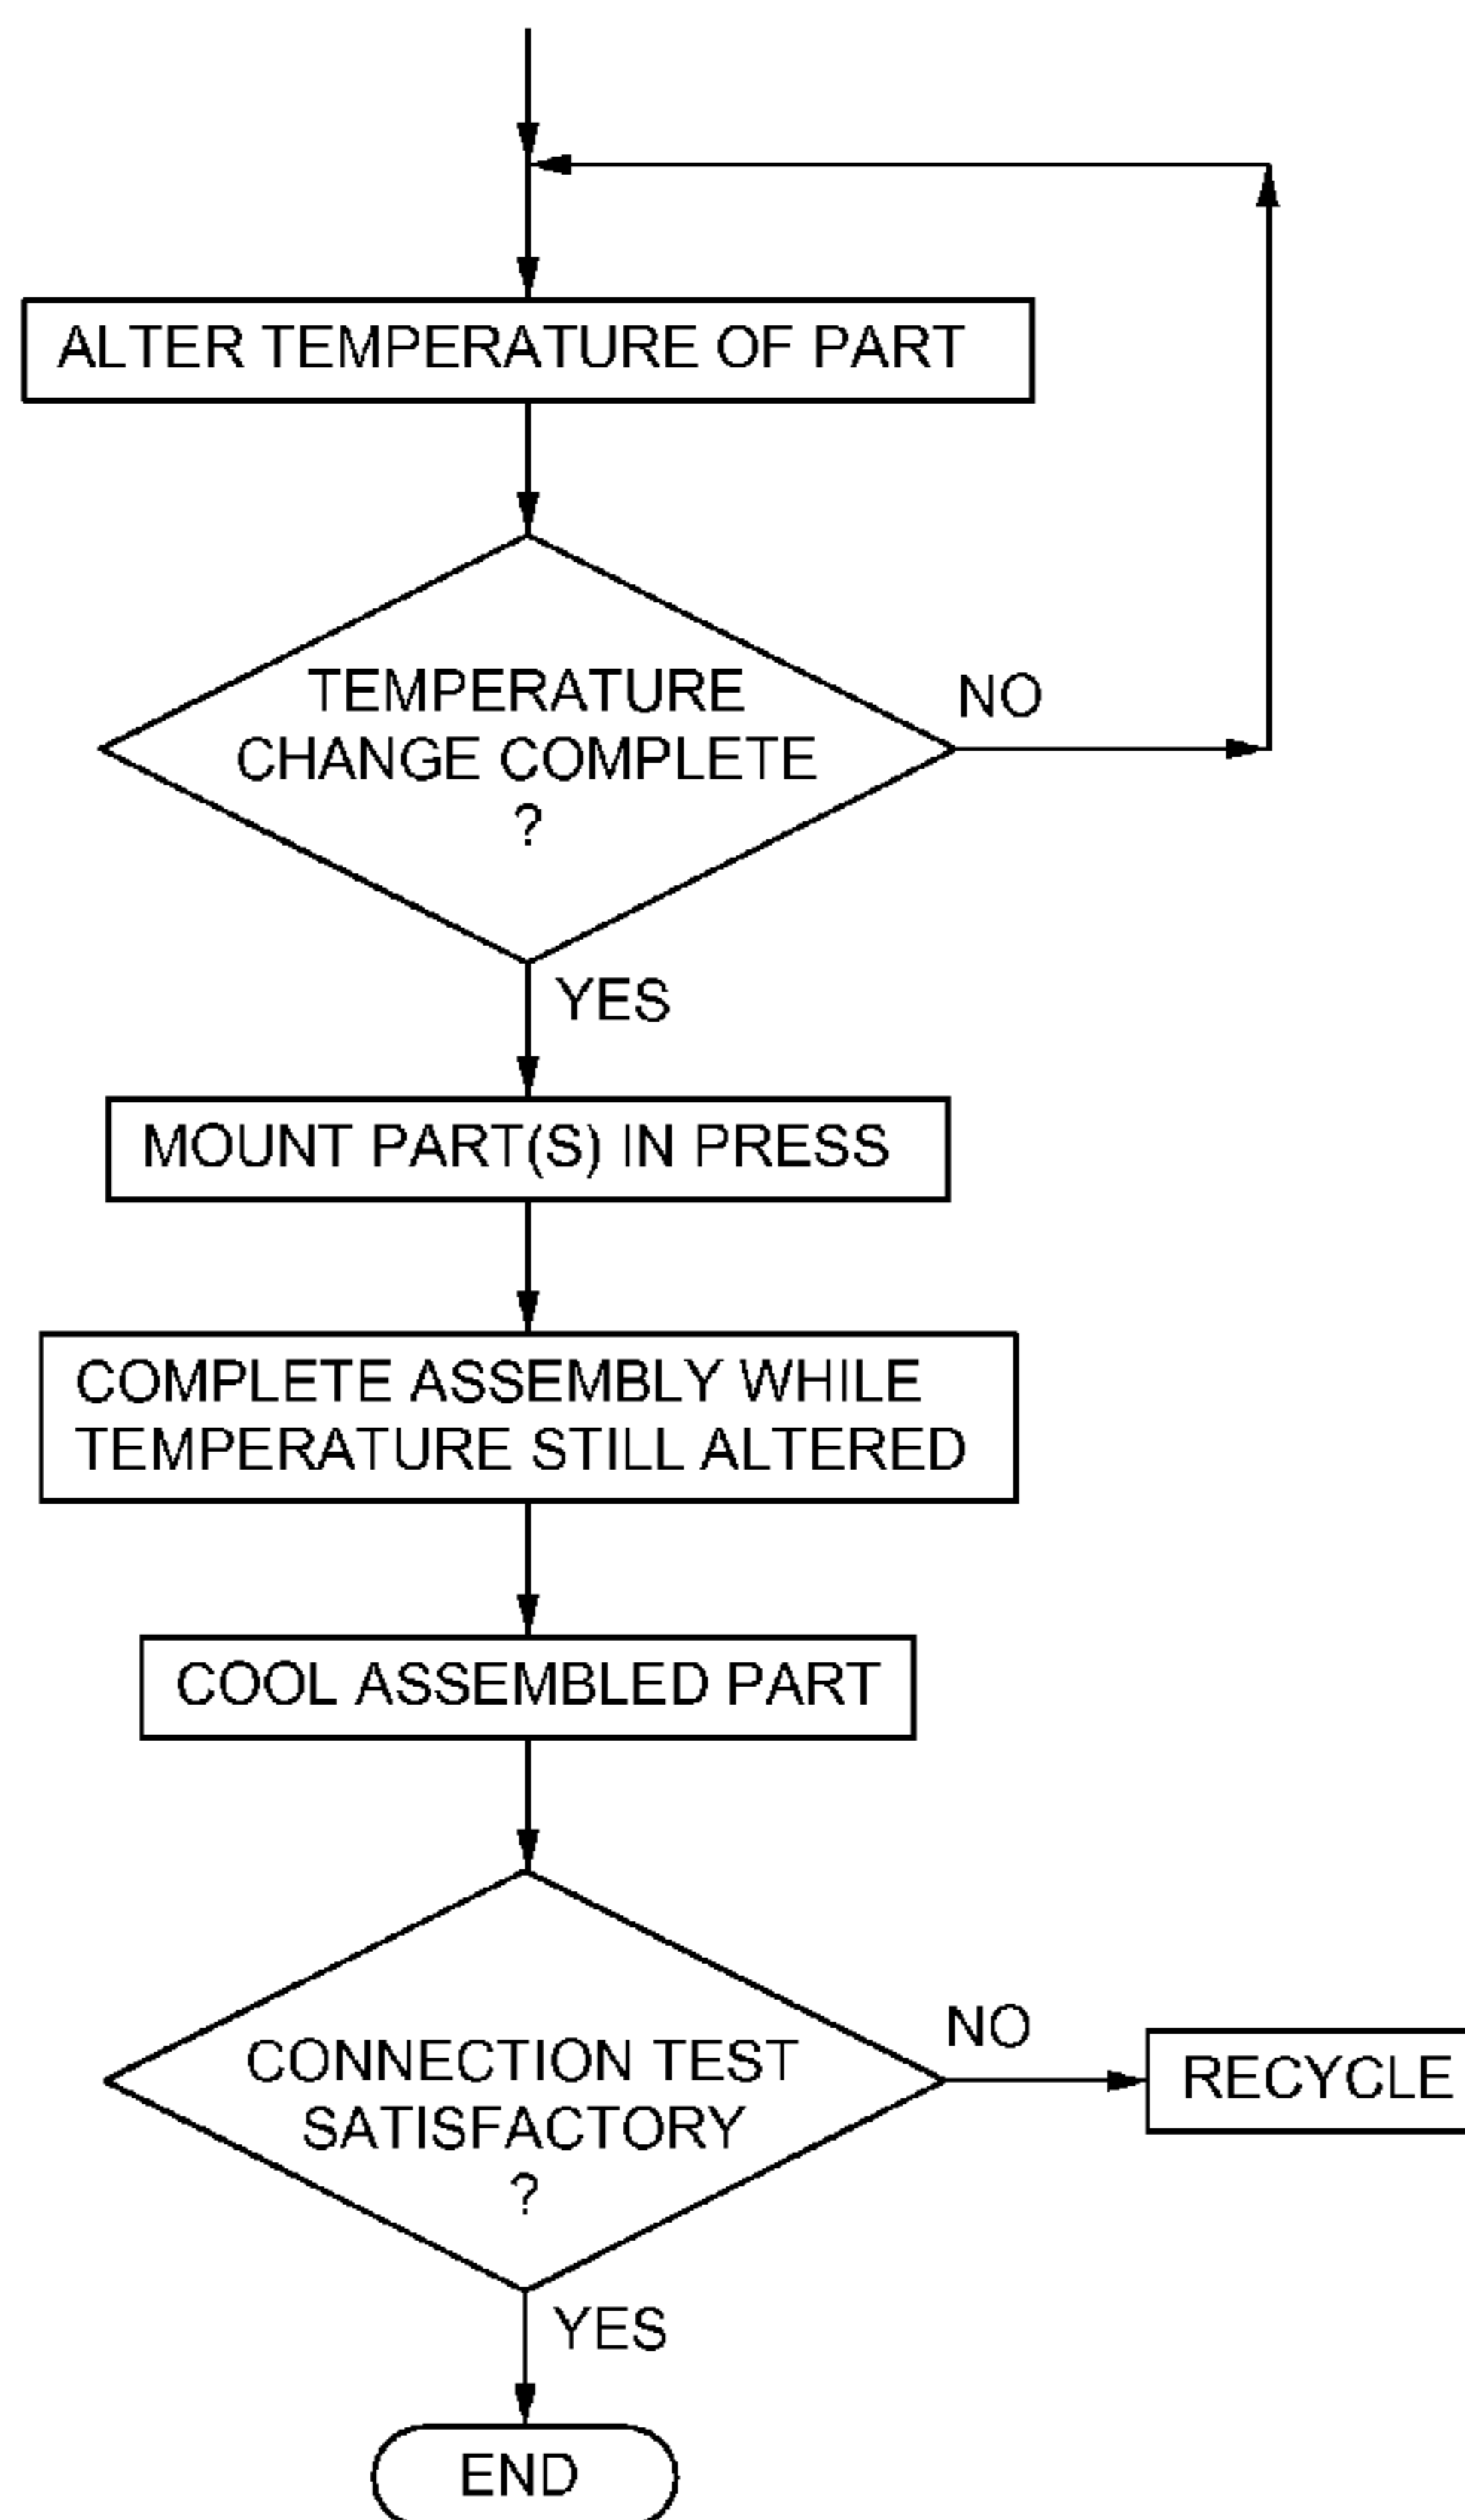 ALTER TEMPERATURE OF PART
TEMPERATURE
CHANGE COMPLETE
?
NO
YES
MOUNT PART(S) IN PRESS
COMPLETE ASSEMBLY WHILE
TEMPERATURE STILL ALTERED
COOL ASSEMBLED PART
CONNECTION TEST
SATISFACTORY
?
NO
RECYCLE
YES
END